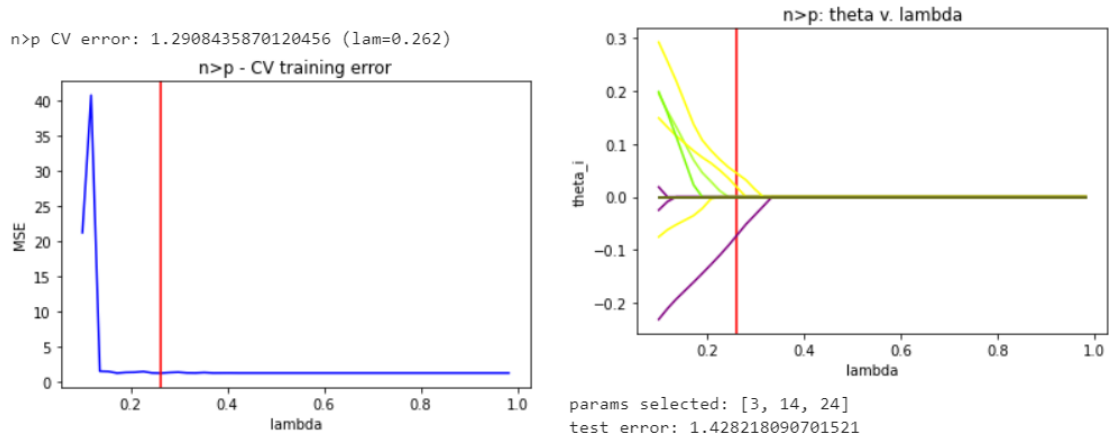 n>p CV error: 1.2908435870120456 (lam=0.262)
n>p - CV training error
MSE
40
35
30
25
20
15
10
5
0
0.2 0.4 0.6 0.8 1.0
lambda
n>p: theta v. lambda
theta_i
0.3
0.2
0.1
0.0
−0.1
−0.2
0.2 0.4 0.6 0.8 1.0
lambda
params selected: [3, 14, 24]
test error: 1.428218090701521